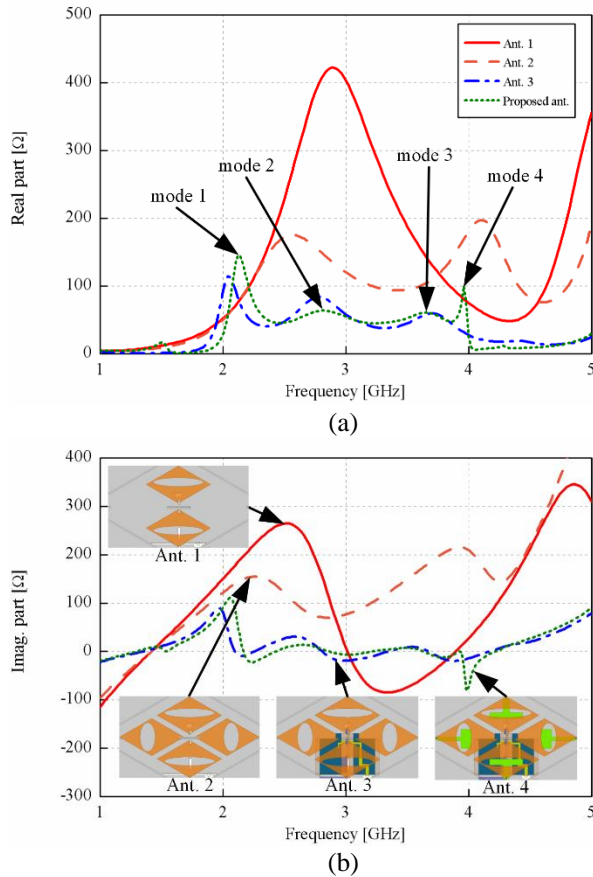 500
400
300
200
100
0
Real part [Ω]
Ant. 1
Ant. 2
Ant. 3
Proposed ant.
mode 1
mode 2
mode 3
mode 4
1 2 3 4 5
Frequency [GHz]
(a)
400
300
200
100
0
-100
-200
-300
Imag. part [Ω]
Ant. 1
Ant. 2
Ant. 3
Ant. 4
1 2 3 4 5
Frequency [GHz]
(b)